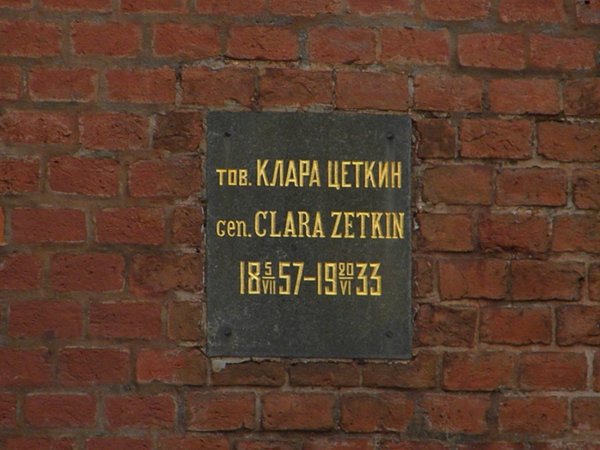 тов. КЛАРА ЦЕТКИН
gen. CLARA ZETKIN
18 5/VII 57–19 20/VI 33